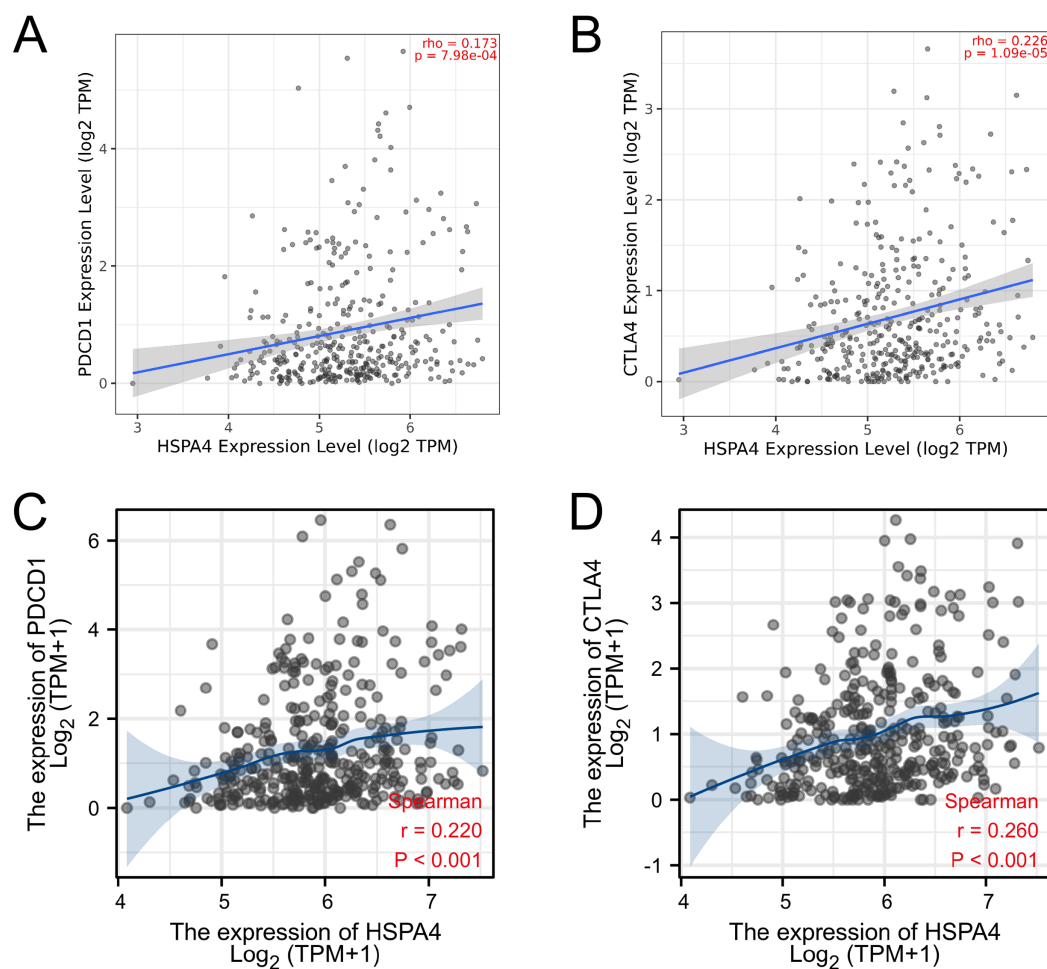 A
rho = 0.173
p = 7.98e-04
PDCD1 Expression Level (log2 TPM)
4
2
0
3 4 5 6
HSPA4 Expression Level (log2 TPM)
B
rho = 0.226
p = 1.09e-05
CTLA4 Expression Level (log2 TPM)
3
2
1
0
3 4 5 6
HSPA4 Expression Level (log2 TPM)
C
The expression of PDCD1
Log₂ (TPM+1)
6
4
2
0
Spearman
r = 0.220
P < 0.001
4 5 6 7
The expression of HSPA4
Log₂ (TPM+1)
D
The expression of CTLA4
Log₂ (TPM+1)
4
3
2
1
0
-1
Spearman
r = 0.260
P < 0.001
4 5 6 7
The expression of HSPA4
Log₂ (TPM+1)